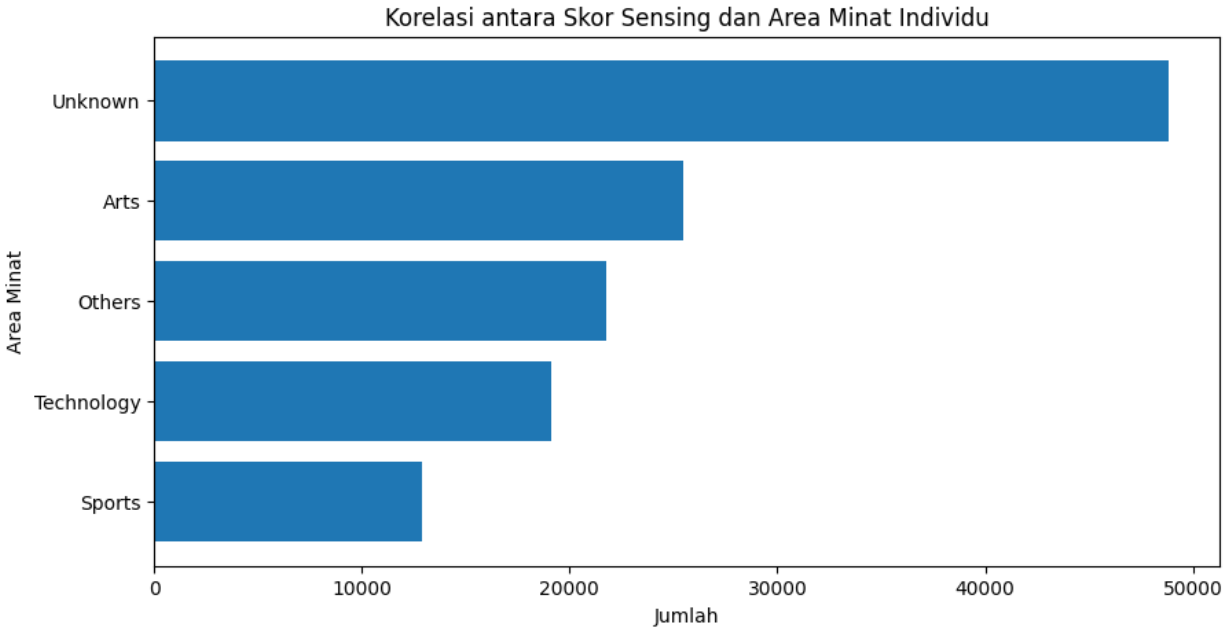 Korelasi antara Skor Sensing dan Area Minat Individu
Area Minat
Unknown
Arts
Others
Technology
Sports
0 10000 20000 30000 40000 50000
Jumlah